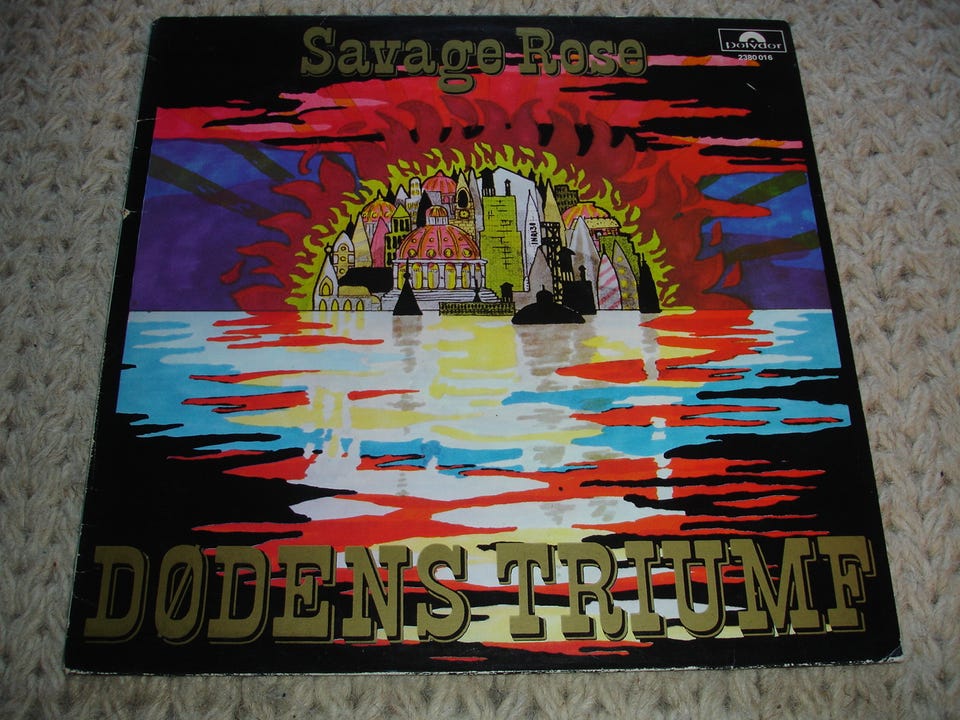 Savage Rose
polydor
2380 016
DØDENS TRIUMF